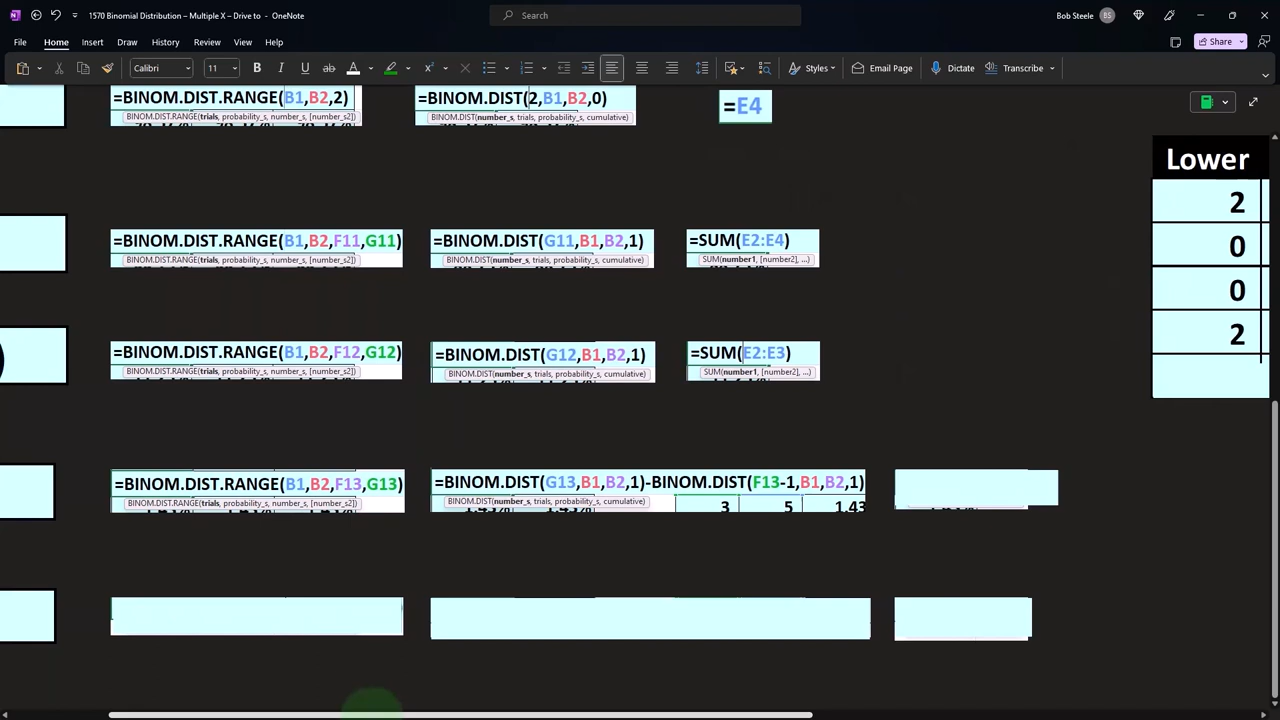 1570 Binomial Distribution – Multiple X – Drive to - OneNote
Search
Bob Steele
BS
File
Home
Insert
Draw
History
Review
View
Help
Share
Calibri
11
B
I
U
ab
A
Styles
Email Page
Dictate
Transcribe
=BINOM.DIST.RANGE(B1,B2,2)
BINOM.DIST.RANGE(trials, probability_s, number_s, [number_s2])
=BINOM.DIST(2,B1,B2,0)
BINOM.DIST(number_s, trials, probability_s, cumulative)
=E4
Lower
2
0
0
2
=BINOM.DIST.RANGE(B1,B2,F11,G11)
BINOM.DIST.RANGE(trials, probability_s, number_s, [number_s2])
=BINOM.DIST(G11,B1,B2,1)
BINOM.DIST(number_s, trials, probability_s, cumulative)
=SUM(E2:E4)
SUM(number1, [number2], ...)
=BINOM.DIST.RANGE(B1,B2,F12,G12)
BINOM.DIST.RANGE(trials, probability_s, number_s, [number_s2])
=BINOM.DIST(G12,B1,B2,1)
BINOM.DIST(number_s, trials, probability_s, cumulative)
=SUM(E2:E3)
SUM(number1, [number2], ...)
=BINOM.DIST.RANGE(B1,B2,F13,G13)
BINOM.DIST.RANGE(trials, probability_s, number_s, [number_s2])
=BINOM.DIST(G13,B1,B2,1)-BINOM.DIST(F13-1,B1,B2,1)
BINOM.DIST(number_s, trials, probability_s, cumulative)
3 5 1.43